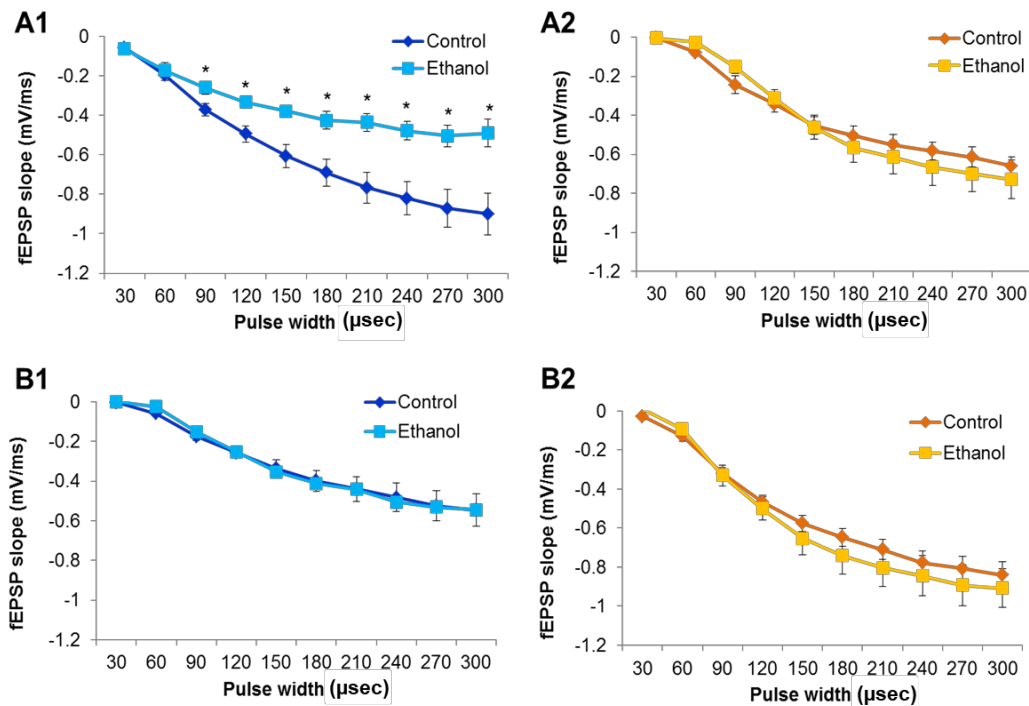 A1
Control
Ethanol
0
-0.2
-0.4
-0.6
-0.8
-1
-1.2
fEPSP slope (mV/ms)
* * * * * * * *
30 60 90 120 150 180 210 240 270 300
Pulse width (µsec)
A2
Control
Ethanol
0
-0.2
-0.4
-0.6
-0.8
-1
-1.2
fEPSP slope (mV/ms)
30 60 90 120 150 180 210 240 270 300
Pulse width (µsec)
B1
Control
Ethanol
0
-0.2
-0.4
-0.6
-0.8
-1
-1.2
fEPSP slope (mV/ms)
30 60 90 120 150 180 210 240 270 300
Pulse width (µsec)
B2
Control
Ethanol
0
-0.2
-0.4
-0.6
-0.8
-1
-1.2
fEPSP slope (mV/ms)
30 60 90 120 150 180 210 240 270 300
Pulse width (µsec)